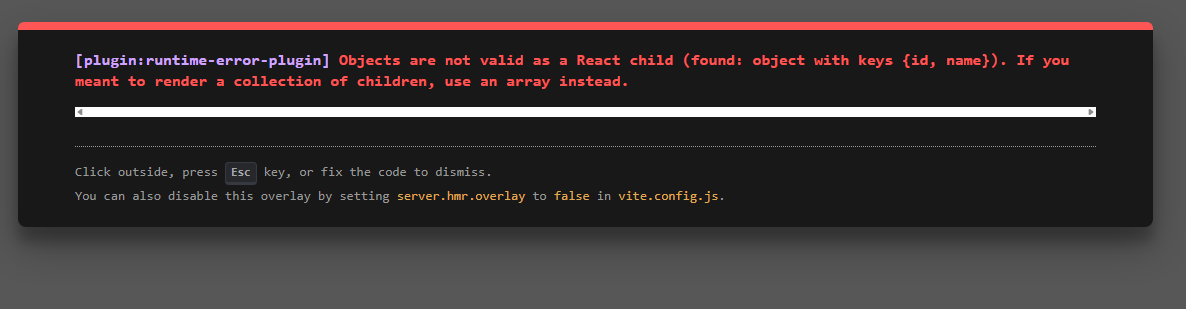 [plugin:runtime-error-plugin] Objects are not valid as a React child (found: object with keys {id, name}). If you
meant to render a collection of children, use an array instead.
Click outside, press Esc key, or fix the code to dismiss.
You can also disable this overlay by setting server.hmr.overlay to false in vite.config.js.